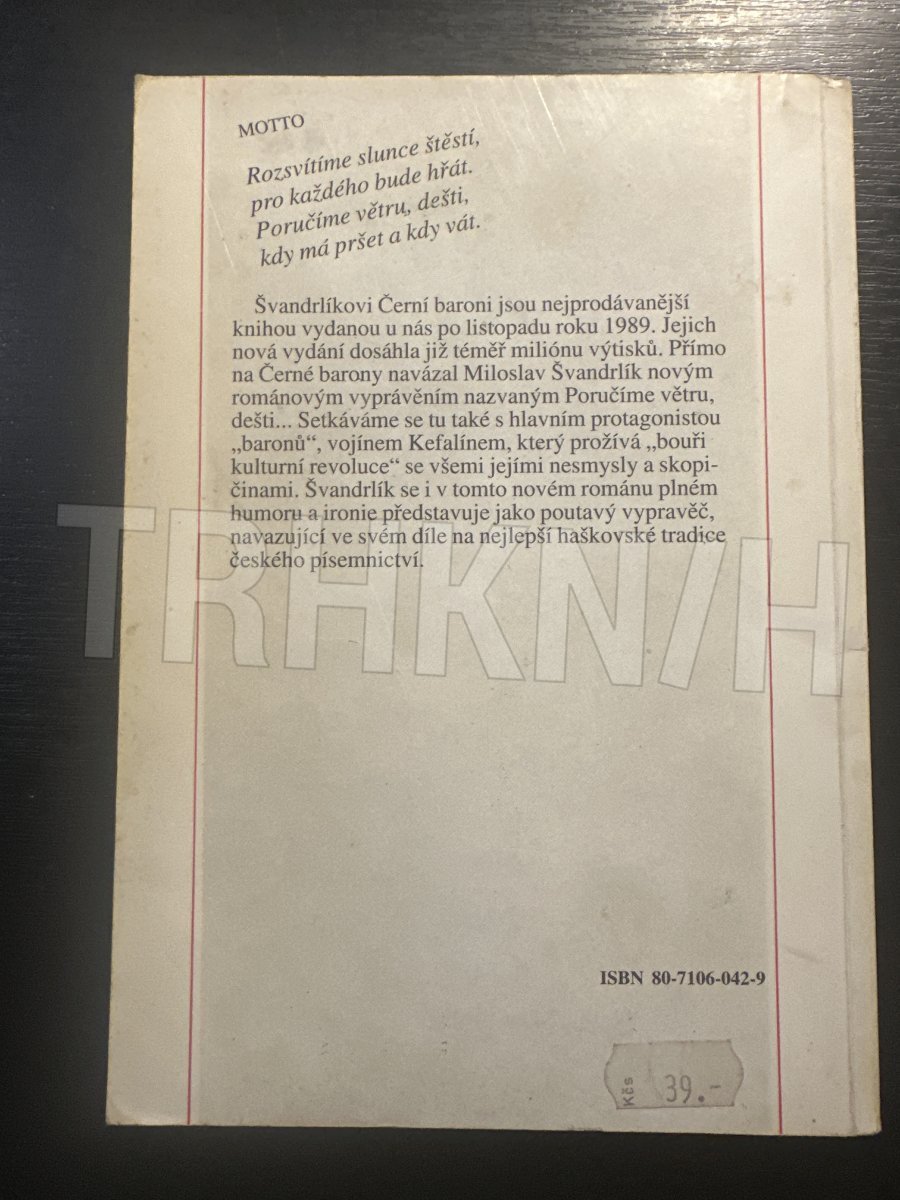 MOTTO
Rozsvítíme slunce štěstí,
pro každého bude hřát.
Poručíme větru, dešti,
kdy má pršet a kdy vát.
Švandrlíkovi Černí baroni jsou nejprodávanější
knihou vydanou u nás po listopadu roku 1989. Jejich
nová vydání dosáhla již téměř miliónu výtisků. Přímo
na Černé barony navázal Miloslav Švandrlík novým
románovým vyprávěním nazvaným Poručíme větru,
dešti... Setkáváme se tu také s hlavním protagonistou
„baronů“, vojínem Kefalínem, který prožívá „bouři
kulturní revoluce“ se všemi jejími nesmysly a skopi-
činami. Švandrlík se i v tomto novém románu plném
humoru a ironie představuje jako poutavý vypravěč,
navazující ve svém díle na nejlepší haškovské tradice
českého písemnictví.
TRHKNIH
ISBN 80-7106-042-9
Kčs 39.-